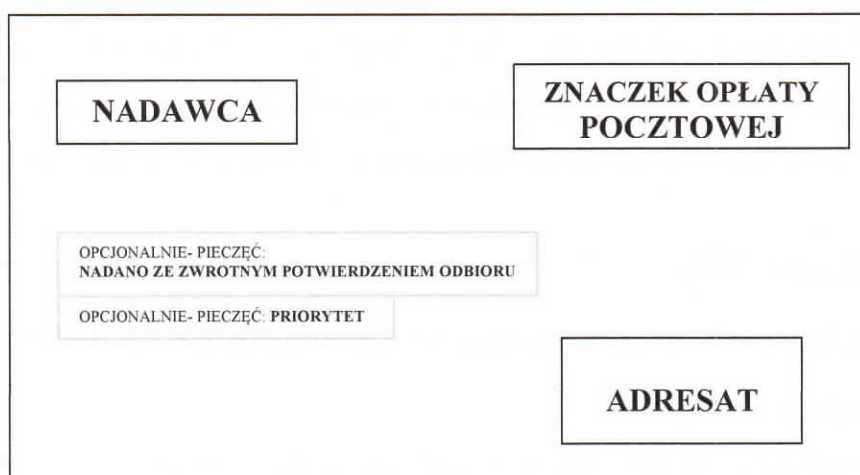 NADAWCA
ZNACZEK OPŁATY
POCZTOWEJ
OPCJONALNIE- PIECZĘĆ:
NADANO ZE ZWROTNYM POTWIERDZENIEM ODBIORU
OPCJONALNIE- PIECZĘĆ: PRIORYTET
ADRESAT